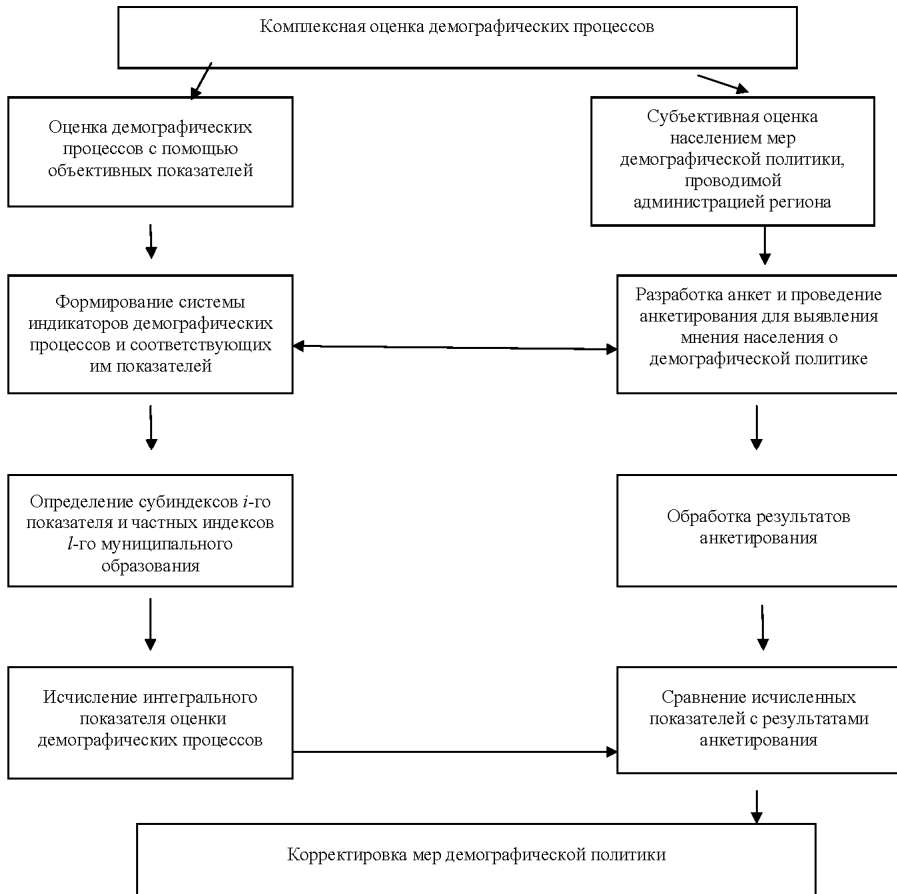 Комплексная оценка демографических процессов
Оценка демографических
процессов с помощью
объективных показателей
Субъективная оценка
населением мер
демографической политики,
проводимой
администрацией региона
Формирование системы
индикаторов демографических
процессов и соответствующих
им показателей
Разработка анкет и проведение
анкетирования для выявления
мнения населения о
демографической политике
Определение субиндексов i-го
показателя и частных индексов
l-го муниципального
образования
Обработка результатов
анкетирования
Исчисление интегрального
показателя оценки
демографических процессов
Сравнение исчисленных
показателей с результатами
анкетирования
Корректировка мер демографической политики